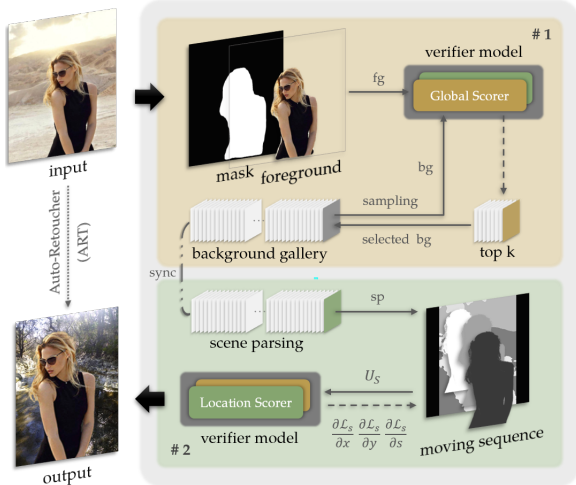 # 1
verifier model
Global Scorer
fg
input
mask foreground
bg
sampling
selected bg
background gallery
top k
Auto-Retoucher
(ART)
sync
sp
scene parsing
U_S
Location Scorer
verifier model
∂ℒ_s/∂x ∂ℒ_s/∂y ∂ℒ_s/∂s
moving sequence
# 2
output